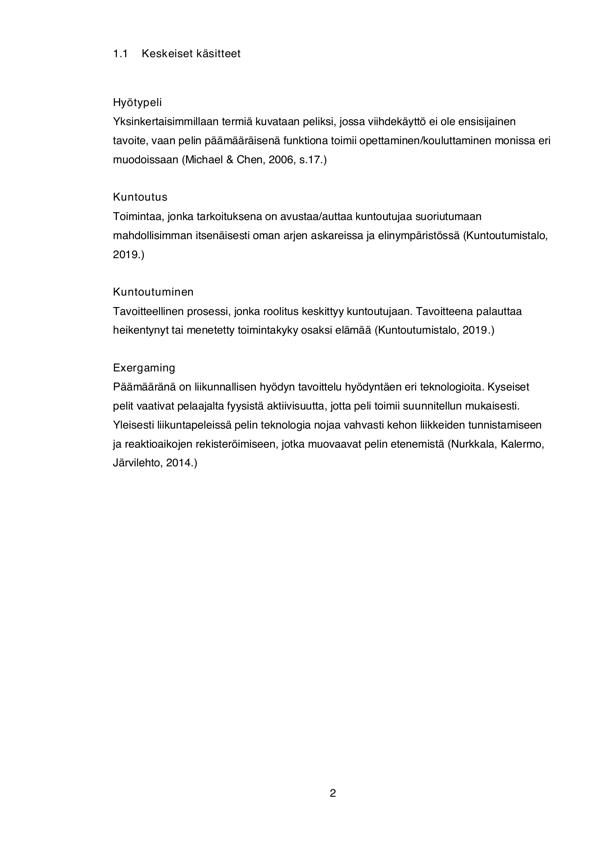 1.1 Keskeiset käsitteet
Hyötypeli
Yksinkertaisimmillaan termiä kuvataan peliksi, jossa viihdekäyttö ei ole ensisijainen
tavoite, vaan pelin päämääräisenä funktiona toimii opettaminen/kouluttaminen monissa eri
muodoissaan (Michael & Chen, 2006, s.17.)
Kuntoutus
Toimintaa, jonka tarkoituksena on avustaa/auttaa kuntoutujaa suoriutumaan
mahdollisimman itsenäisesti oman arjen askareissa ja elinympäristössä (Kuntoutumistalo,
2019.)
Kuntoutuminen
Tavoitteellinen prosessi, jonka roolitus keskittyy kuntoutujaan. Tavoitteena palauttaa
heikentynyt tai menetetty toimintakyky osaksi elämää (Kuntoutumistalo, 2019.)
Exergaming
Päämääränä on liikunnallisen hyödyn tavoittelu hyödyntäen eri teknologioita. Kyseiset
pelit vaativat pelaajalta fyysistä aktiivisuutta, jotta peli toimii suunnitellun mukaisesti.
Yleisesti liikuntapeleissä pelin teknologia nojaa vahvasti kehon liikkeiden tunnistamiseen
ja reaktioaikojen rekisteröimiseen, jotka muovaavat pelin etenemistä (Nurkkala, Kalermo,
Järvilehto, 2014.)
2